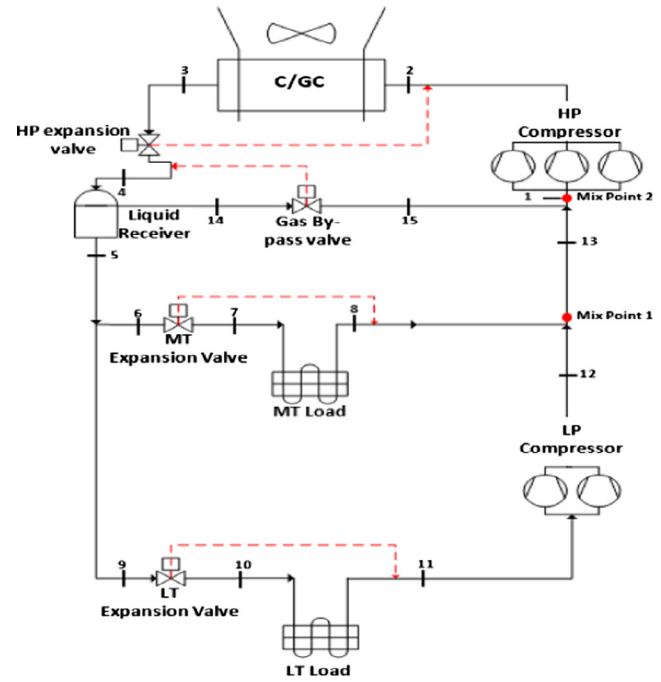 3
C/GC
2
HP expansion
valve
HP
Compressor
4
1
Mix Point 2
Liquid
Receiver
14
Gas By-
pass valve
15
5
13
6
7
8
Mix Point 1
MT
Expansion Valve
MT Load
12
LP
Compressor
9
10
11
LT
Expansion Valve
LT Load